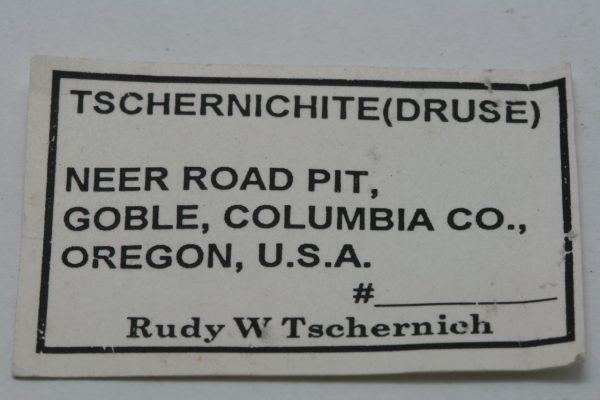 TSCHERNICHITE(DRUSE)
NEER ROAD PIT,
GOBLE, COLUMBIA CO.,
OREGON, U.S.A.
#
Rudy W Tschernich